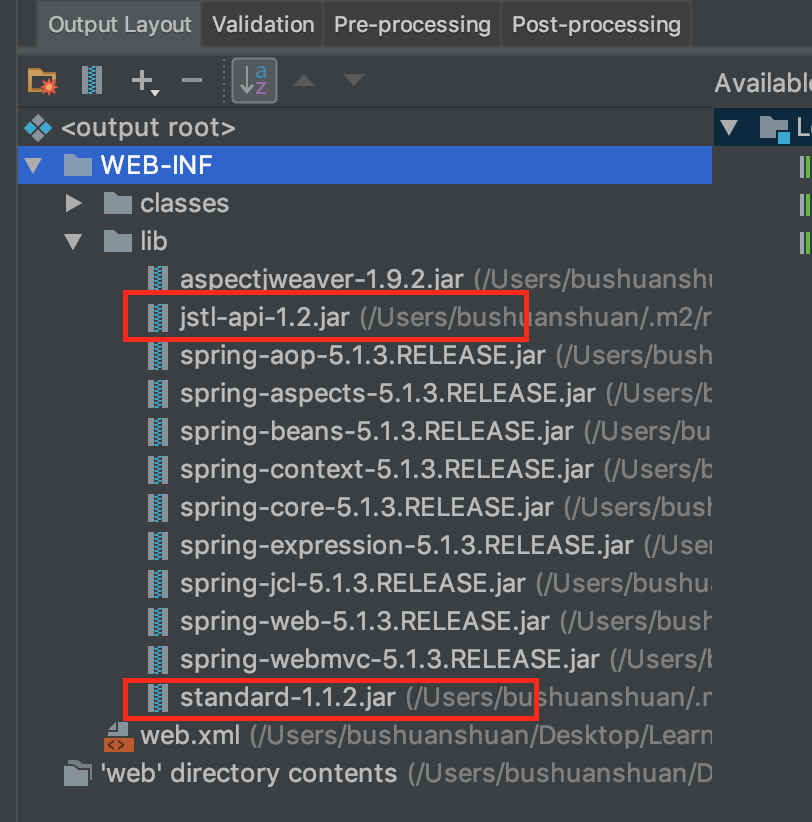 Output Layout Validation Pre-processing Post-processing
Available
<output root>
WEB-INF
classes
lib
aspectjweaver-1.9.2.jar (/Users/bushuanshu
jstl-api-1.2.jar (/Users/bushuanshuan/.m2/r
spring-aop-5.1.3.RELEASE.jar (/Users/bush
spring-aspects-5.1.3.RELEASE.jar (/Users/b
spring-beans-5.1.3.RELEASE.jar (/Users/bu
spring-context-5.1.3.RELEASE.jar (/Users/b
spring-core-5.1.3.RELEASE.jar (/Users/bush
spring-expression-5.1.3.RELEASE.jar (/User
spring-jcl-5.1.3.RELEASE.jar (/Users/bushu
spring-web-5.1.3.RELEASE.jar (/Users/bush
spring-webmvc-5.1.3.RELEASE.jar (/Users/b
standard-1.1.2.jar (/Users/bushuanshuan/.m
web.xml (/Users/bushuanshuan/Desktop/Learn
'web' directory contents (/Users/bushuanshuan/D